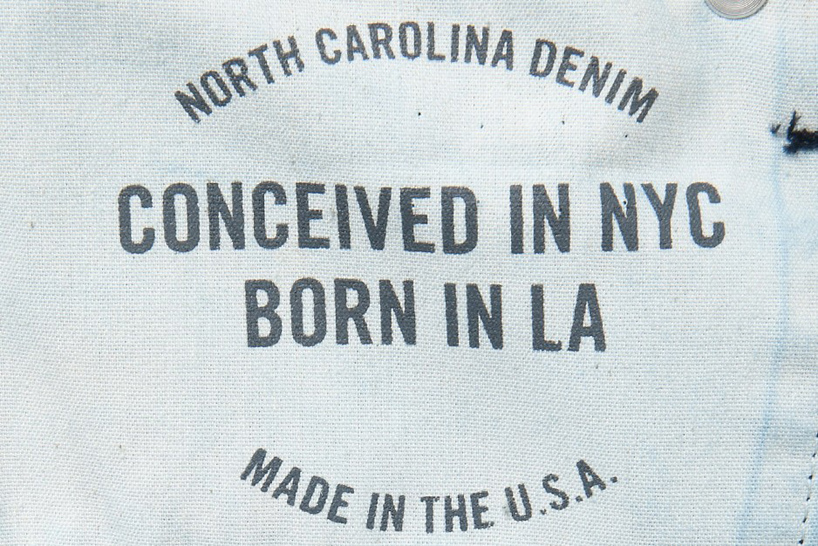 NORTH CAROLINA DENIM
CONCEIVED IN NYC
BORN IN LA
MADE IN THE U.S.A.